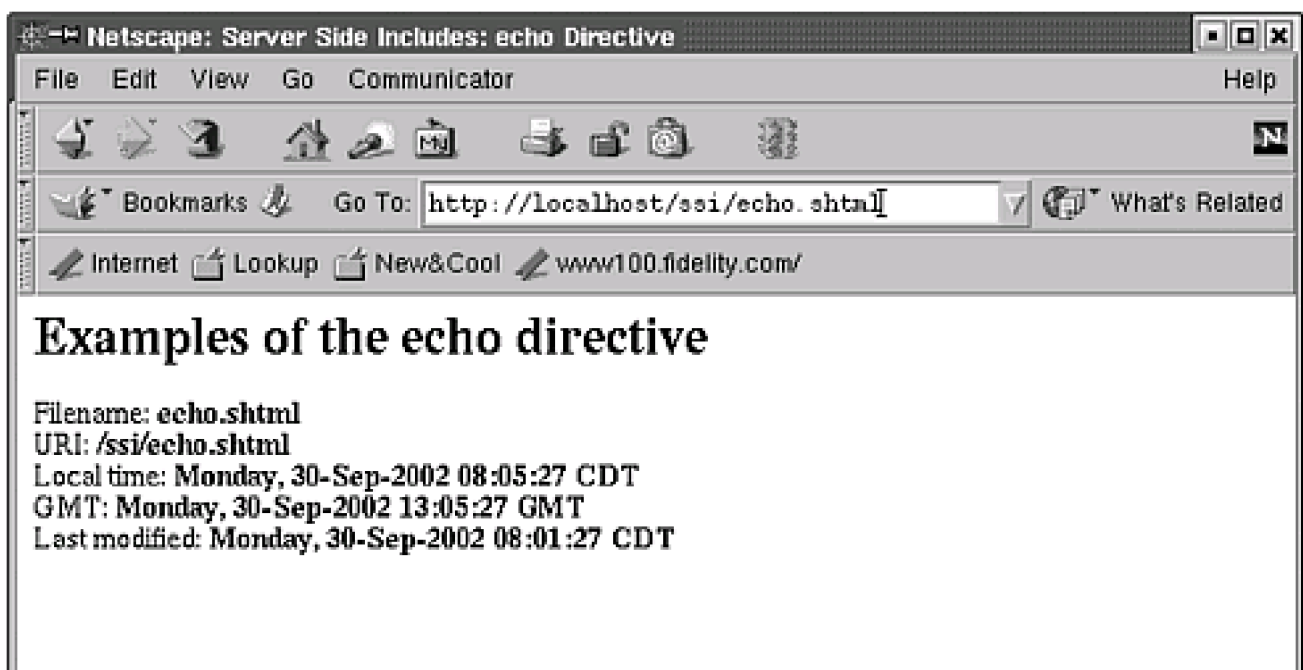 Netscape: Server Side Includes: echo Directive
File Edit View Go Communicator Help
My
N
Bookmarks Go To: http://localhost/ssi/echo.shtml What's Related
Internet Lookup New&Cool www100.fidelity.com/
Examples of the echo directive
Filename: echo.shtml
URI: /ssi/echo.shtml
Local time: Monday, 30-Sep-2002 08:05:27 CDT
GMT: Monday, 30-Sep-2002 13:05:27 GMT
Last modified: Monday, 30-Sep-2002 08:01:27 CDT